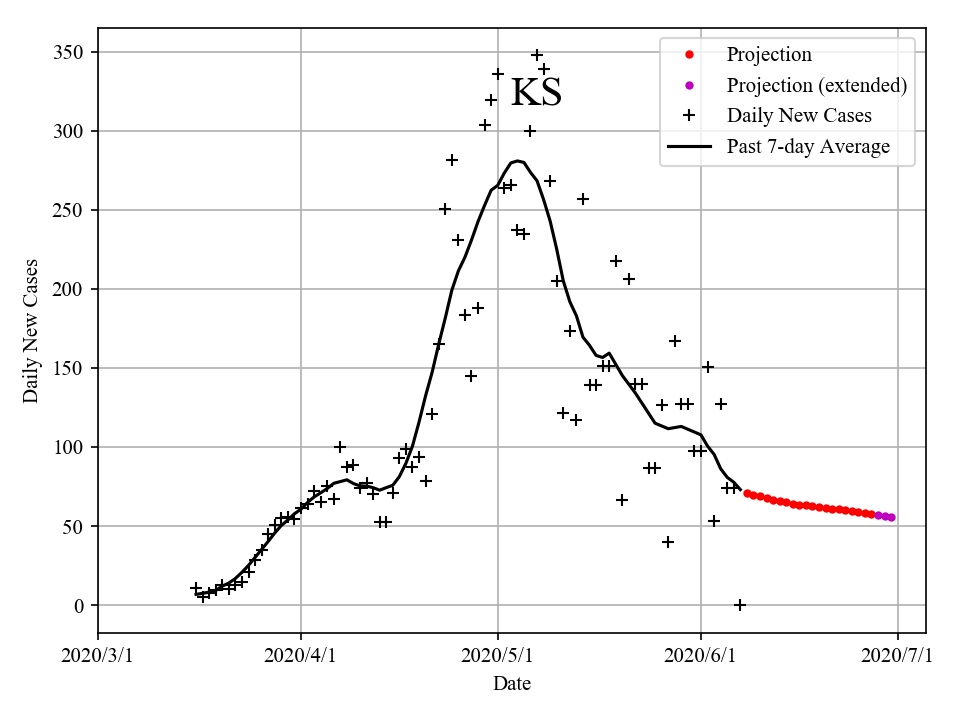 KS
Projection
Projection (extended)
Daily New Cases
Past 7-day Average
350
300
250
200
150
100
50
0
Daily New Cases
2020/3/1 2020/4/1 2020/5/1 2020/6/1 2020/7/1
Date